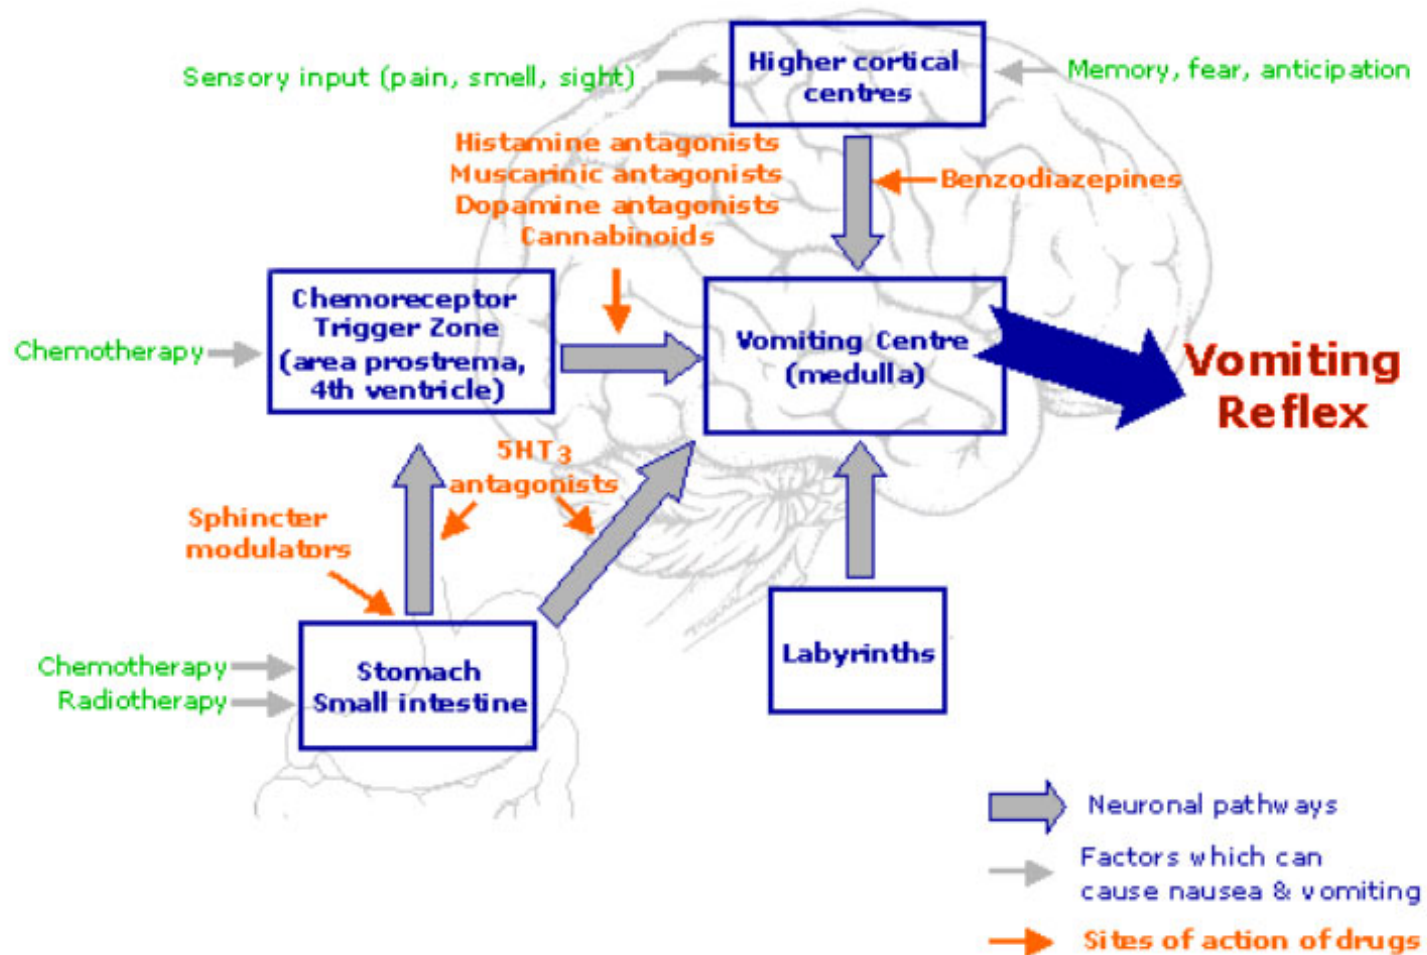 Higher cortical
centres
Sensory input (pain, smell, sight)
Memory, fear, anticipation
Histamine antagonists
Muscarinic antagonists
Dopamine antagonists
Cannabinoids
Benzodiazepines
Chemoreceptor
Trigger Zone
(area prostrema,
4th ventricle)
Chemotherapy
Vomiting Centre
(medulla)
Vomiting
Reflex
5HT3
antagonists
Sphincter
modulators
Stomach
Small intestine
Chemotherapy
Radiotherapy
Labyrinths
Neuronal pathways
Factors which can
cause nausea & vomiting
Sites of action of drugs